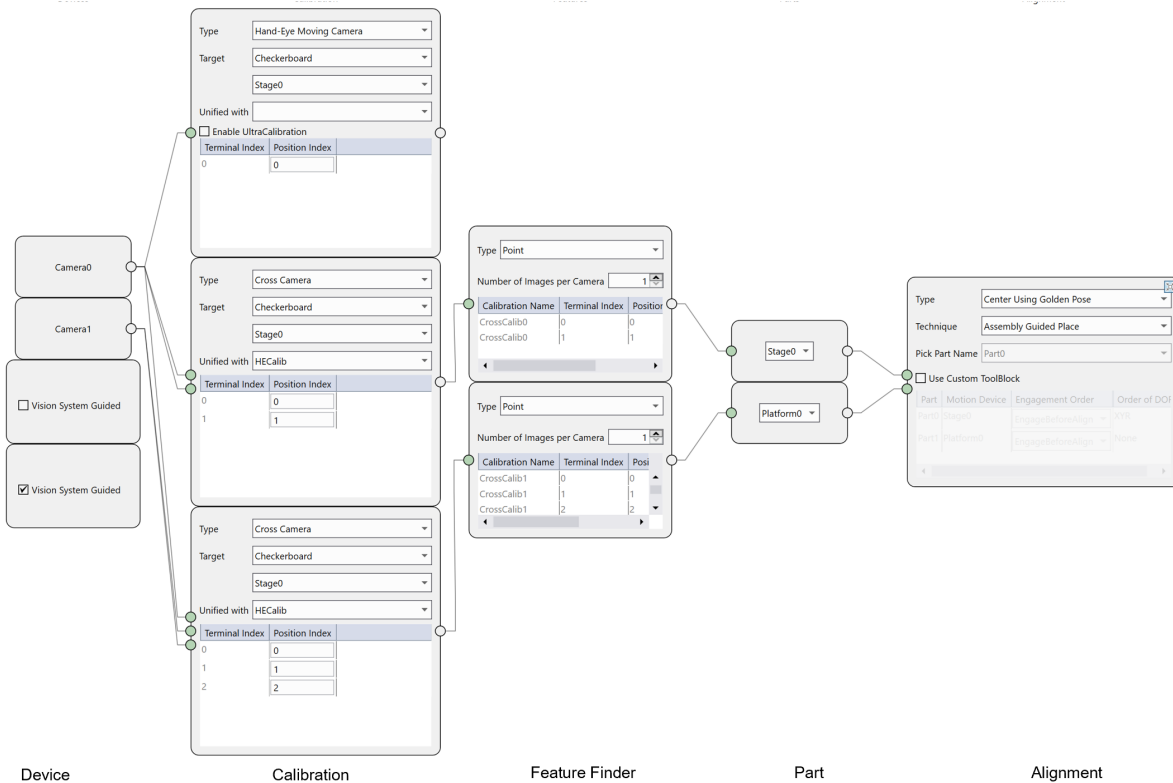 Type Hand-Eye Moving Camera
Target Checkerboard
Stage0
Unified with
Enable UltraCalibration
Terminal Index Position Index
0 0
Camera0
Camera1
Vision System Guided
Vision System Guided
Type Cross Camera
Target Checkerboard
Stage0
Unified with HECalib
Terminal Index Position Index
0 0
1 1
Type Cross Camera
Target Checkerboard
Stage0
Unified with HECalib
Terminal Index Position Index
0 0
1 1
2 2
Type Point
Number of Images per Camera 1
Calibration Name Terminal Index Position
CrossCalib0 0 0
CrossCalib0 1 1
Type Point
Number of Images per Camera 1
Calibration Name Terminal Index Posi
CrossCalib1 0 0
CrossCalib1 1 1
CrossCalib1 2 2
Stage0
Platform0
Type Center Using Golden Pose
Technique Assembly Guided Place
Pick Part Name Part0
Use Custom ToolBlock
Part Motion Device Engagement Order Order of DOF
Part0 Stage0 EngageBeforeAlign XYR
Part1 Platform0 EngageBeforeAlign None
Device Calibration Feature Finder Part Alignment